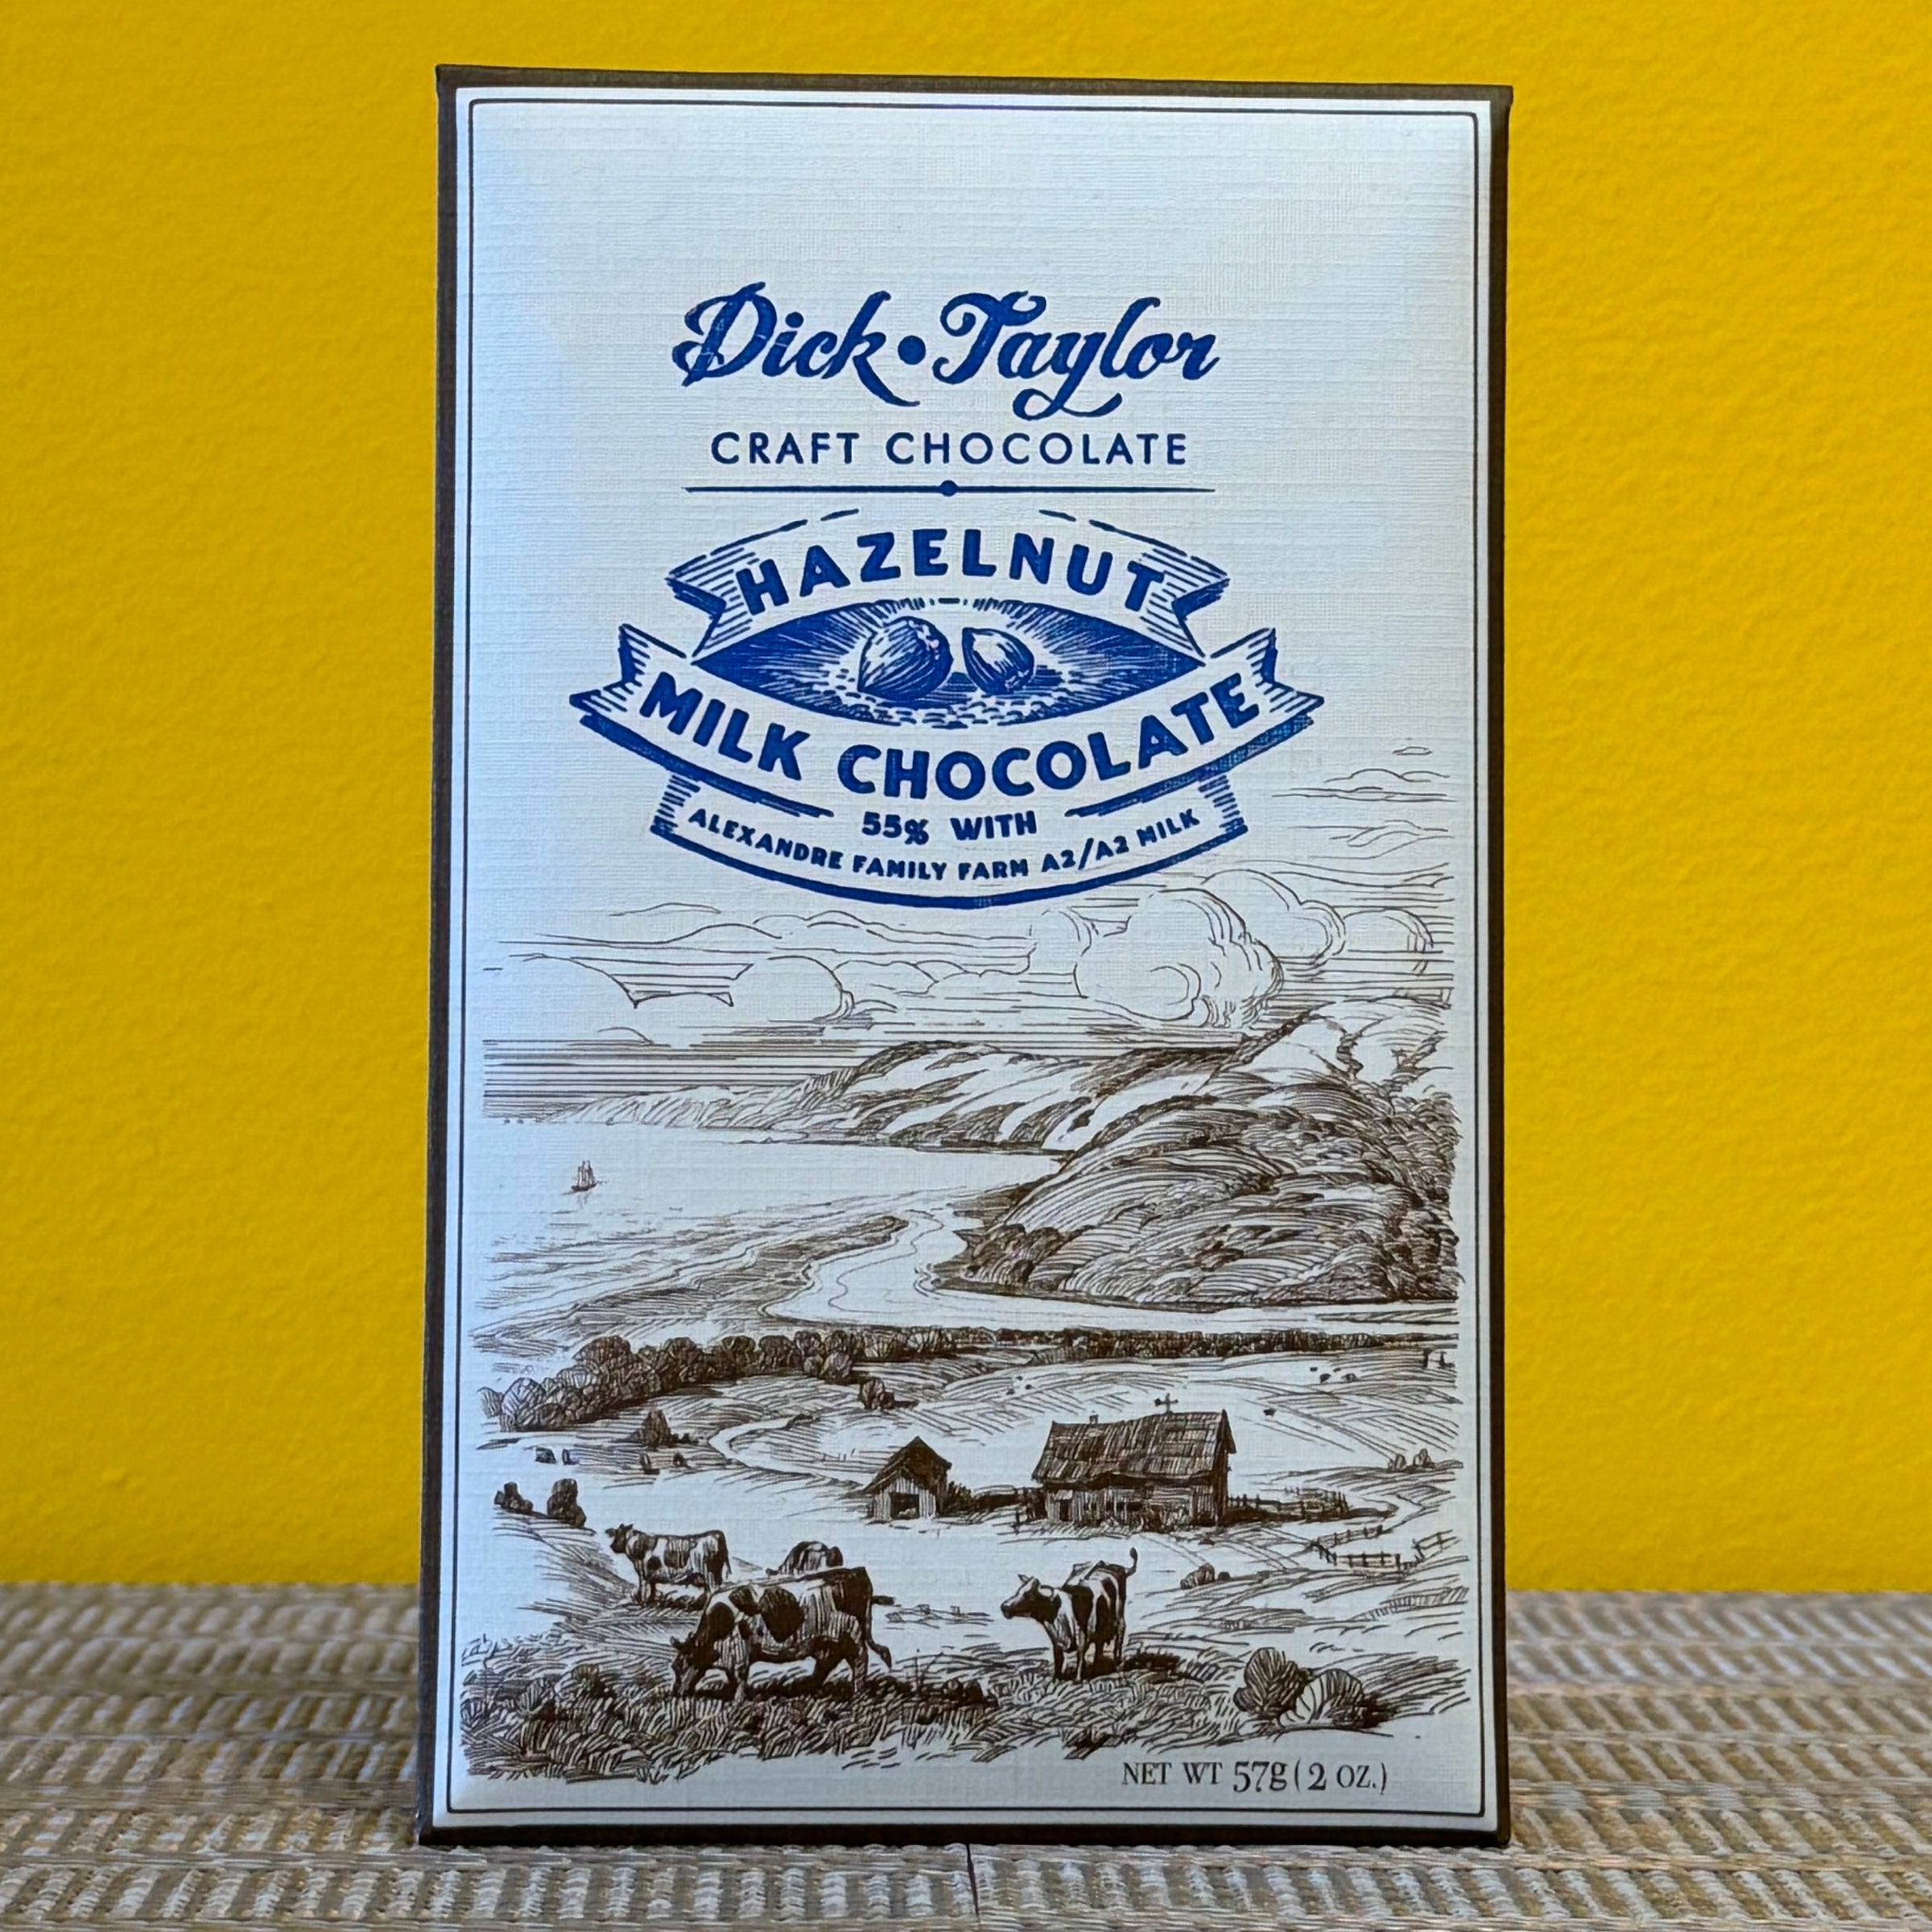 Dick • Taylor
CRAFT CHOCOLATE
HAZELNUT
MILK CHOCOLATE
55% WITH
ALEXANDRE FAMILY FARM A2/A2 MILK
NET WT 57g (2 OZ.)